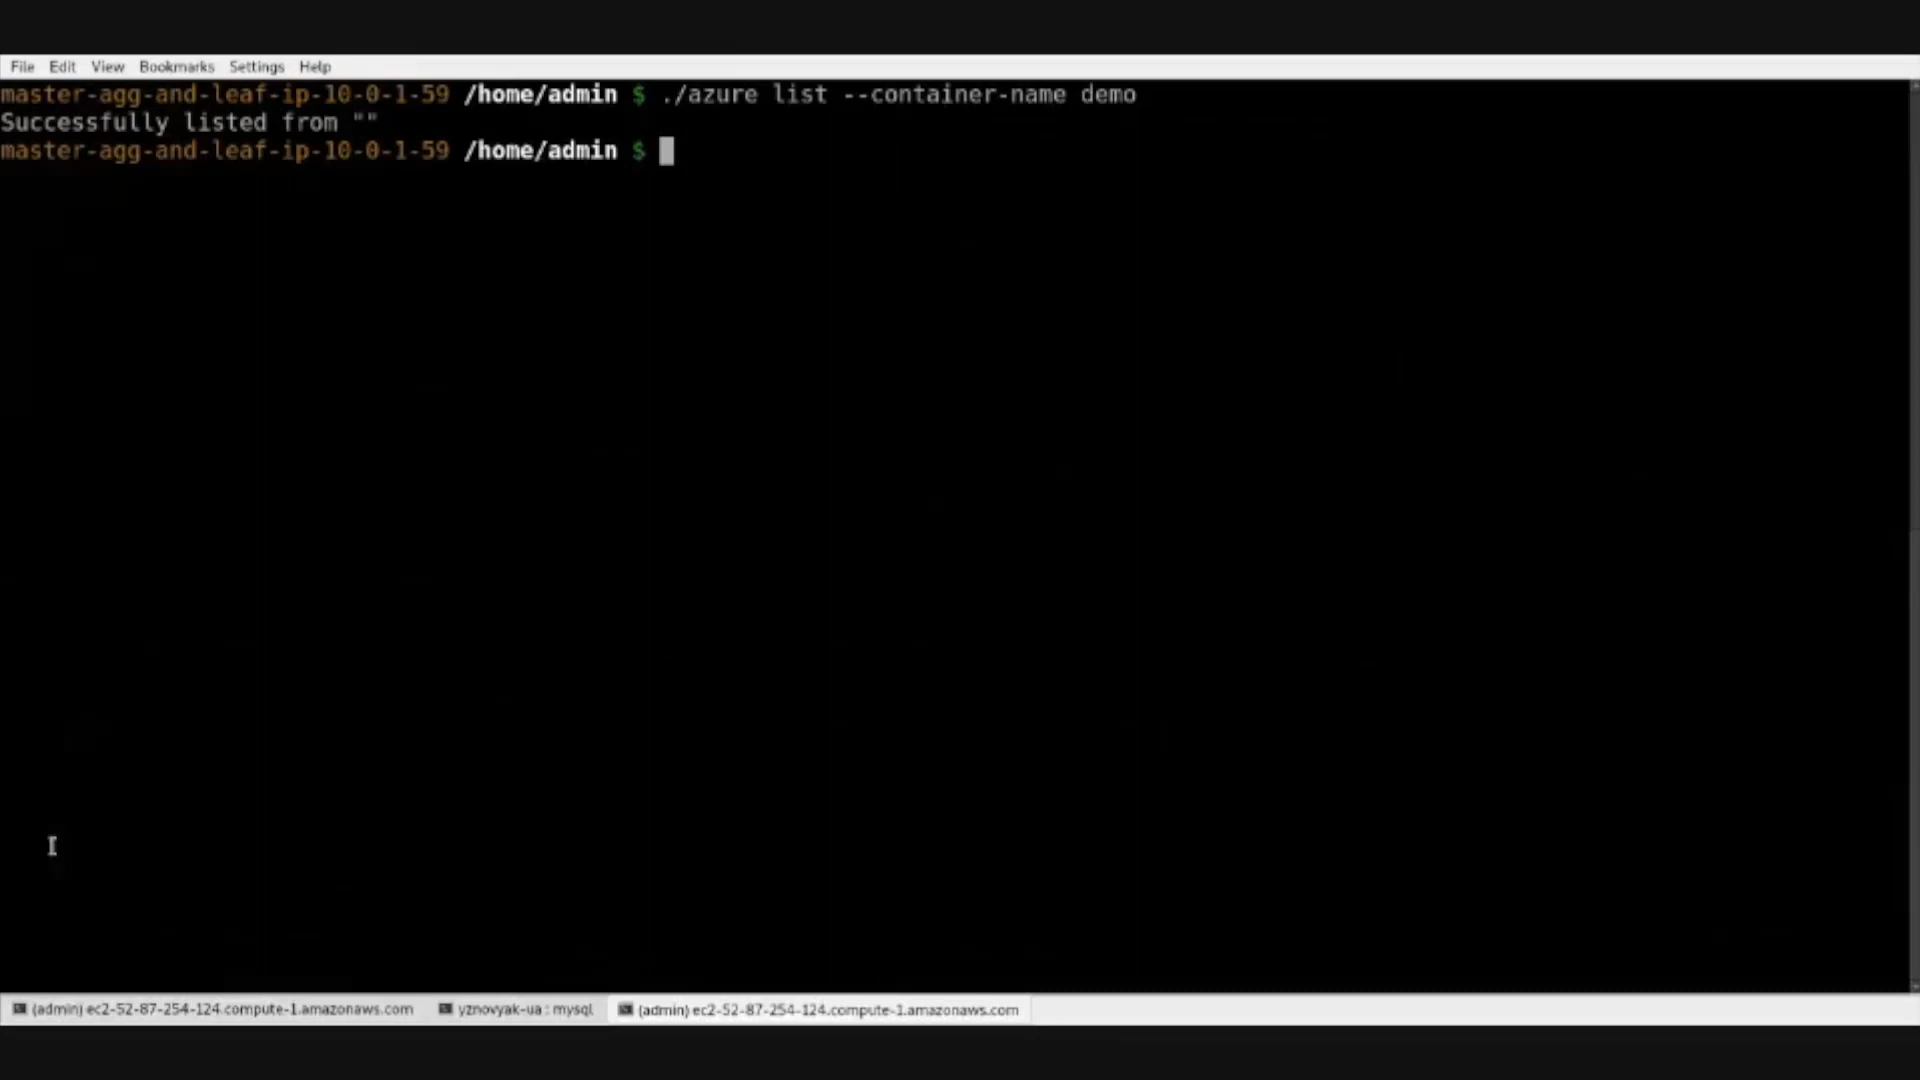 File Edit View Bookmarks Settings Help
master-agg-and-leaf-ip-10-0-1-59 /home/admin $ ./azure list --container-name demo
Successfully listed from ""
master-agg-and-leaf-ip-10-0-1-59 /home/admin $
(admin) ec2-52-87-254-124.compute-1.amazonaws.com yznovyak-ua : mysql (admin) ec2-52-87-254-124.compute-1.amazonaws.com